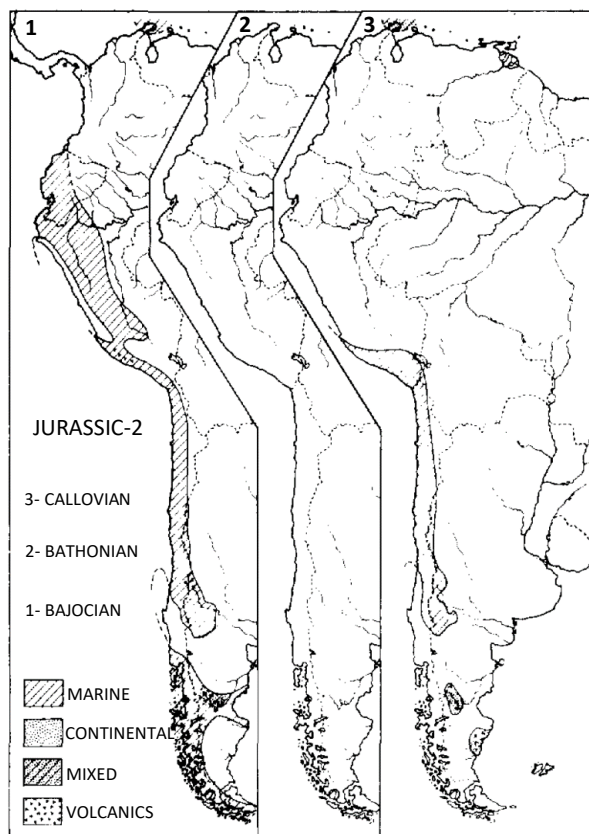 1
2
3
JURASSIC-2
3- CALLOVIAN
2- BATHONIAN
1- BAJOCIAN
MARINE
CONTINENTAL
MIXED
VOLCANICS